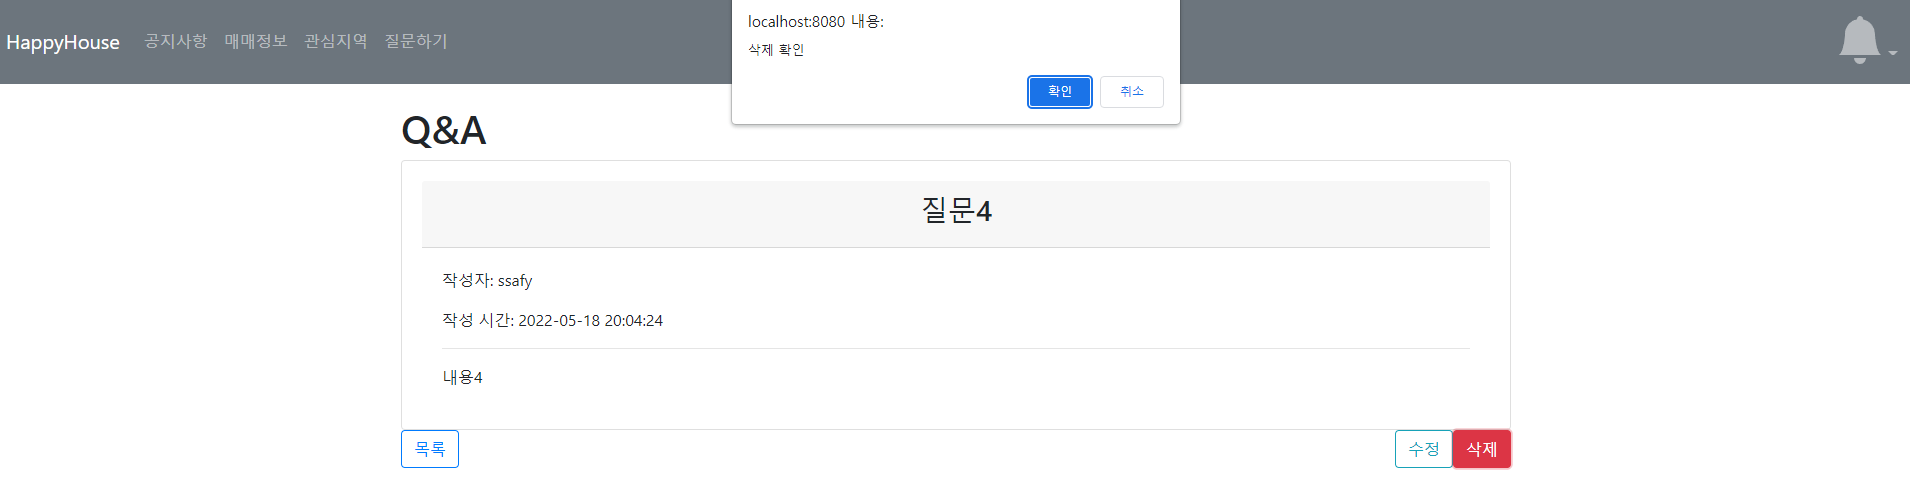 HappyHouse 공지사항 매매정보 관심지역 질문하기
localhost:8080 내용:
삭제 확인
확인 취소
Q&A
질문4
작성자: ssafy
작성 시간: 2022-05-18 20:04:24
내용4
목록 수정 삭제